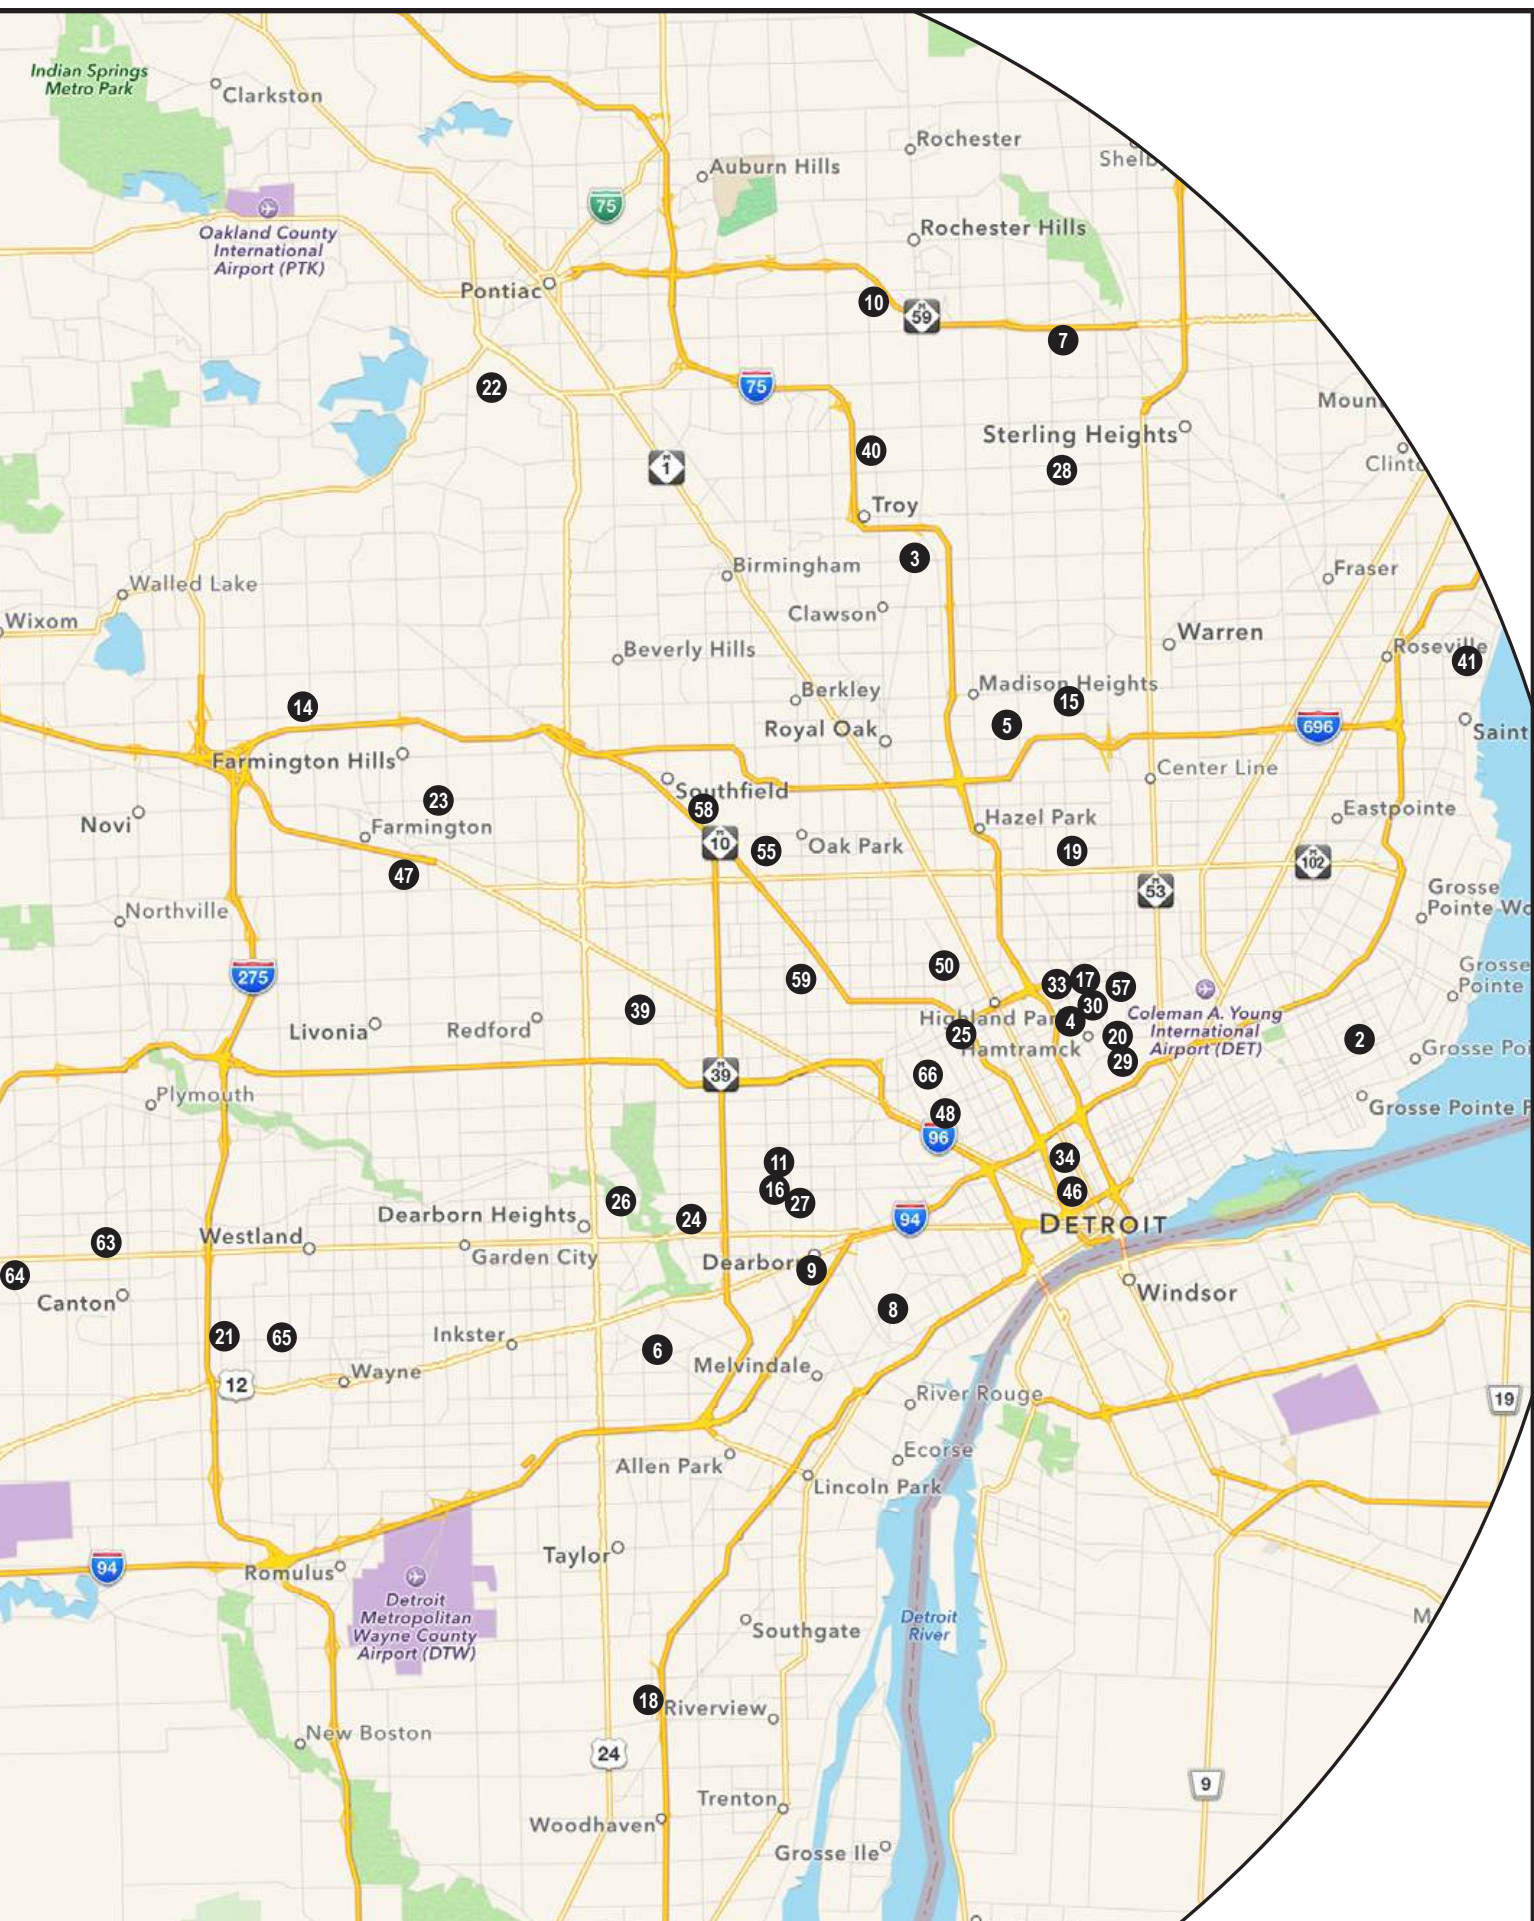 Indian Springs
Metro Park
Clarkston
Rochester
Shelby
Auburn Hills
75
Oakland County
International
Airport (PTK)
Rochester Hills
Pontiac
10
M
59
7
22
75
Mount
Sterling Heights
Clinto
M
1
40
28
Troy
3
Birmingham
Fraser
Walled Lake
Clawson
Wixom
Warren
Beverly Hills
Roseville
41
Berkley
Madison Heights
15
14
Royal Oak
5
696
Saint
Farmington Hills
Center Line
Southfield
23
58
Novi
Farmington
Hazel Park
Eastpointe
M
10
55
Oak Park
19
M
102
47
M
53
Grosse
Pointe Wo
Northville
275
59
50
33
17
57
Grosse
Pointe
39
30
Livonia
Redford
Highland Par
4
Coleman A. Young
International
Airport (DET)
25
Hamtramck
20
29
2
Grosse Poi
M
39
66
Plymouth
48
Grosse Pointe P
96
11
34
16
27
46
26
24
Dearborn Heights
94
DETROIT
63
Westland
Garden City
Dearborn
9
64
Canton
Windsor
8
21
65
Inkster
6
Melvindale
12
Wayne
River Rouge
19
Ecorse
Allen Park
Lincoln Park
94
Romulus
Taylor
Detroit
Metropolitan
Wayne County
Airport (DTW)
Southgate
Detroit
River
M
18
Riverview
New Boston
24
9
Trenton
Woodhaven
Grosse Ile